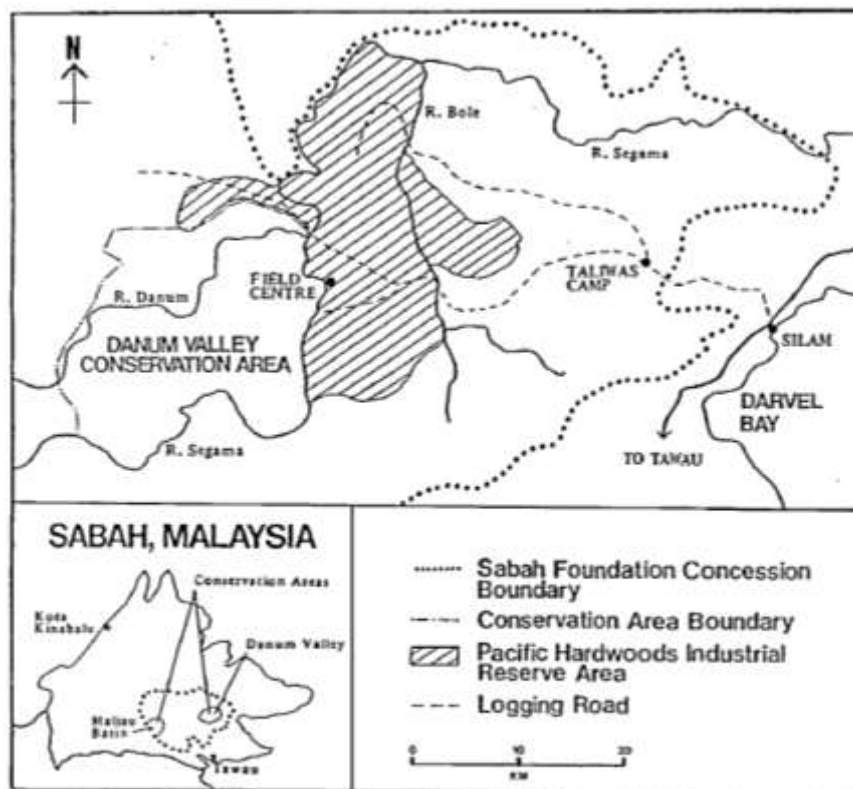 N
R. Bole
R. Segama
FIELD
CENTRE
TALIWAS
CAMP
R. Danum
SILAM
DANUM VALLEY
CONSERVATION AREA
DARVEL
BAY
R. Segama
TO TAWAU
SABAH, MALAYSIA
Conservation Areas
Kota
Kinabalu
Danum Valley
Maliau
Basin
Tawau
Sabah Foundation Concession
Boundary
Conservation Area Boundary
Pacific Hardwoods Industrial
Reserve Area
Logging Road
0 10 20
KM